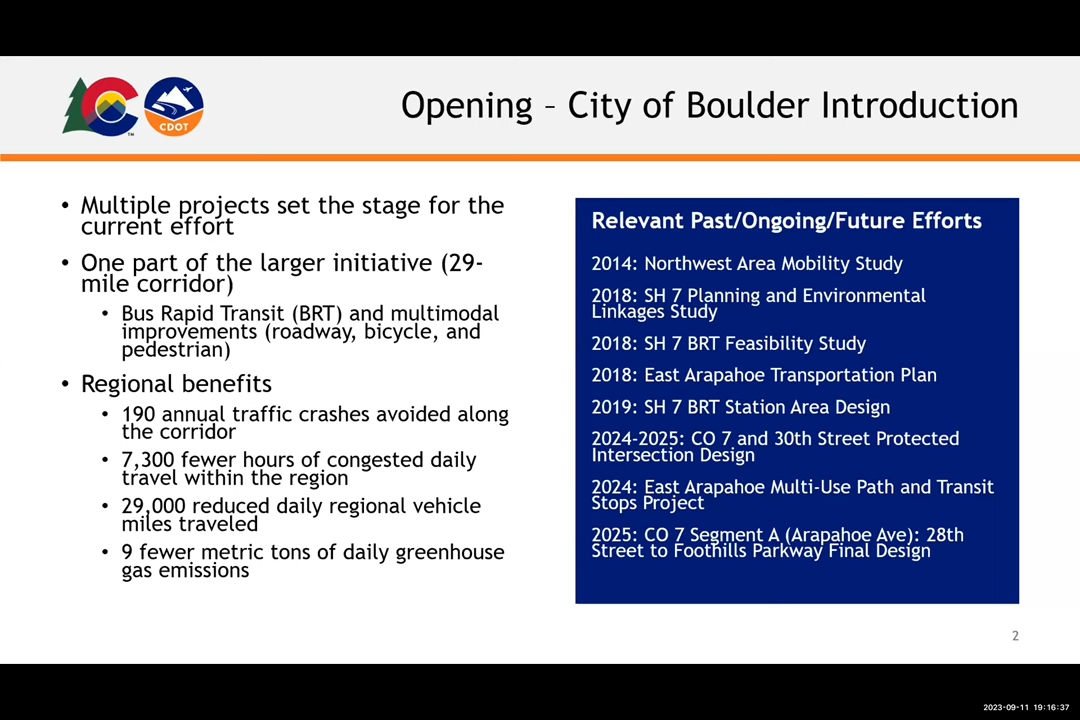 CDOT
TM
Opening – City of Boulder Introduction
• Multiple projects set the stage for the
current effort
• One part of the larger initiative (29-
mile corridor)
• Bus Rapid Transit (BRT) and multimodal
improvements (roadway, bicycle, and
pedestrian)
• Regional benefits
• 190 annual traffic crashes avoided along
the corridor
• 7,300 fewer hours of congested daily
travel within the region
• 29,000 reduced daily regional vehicle
miles traveled
• 9 fewer metric tons of daily greenhouse
gas emissions
Relevant Past/Ongoing/Future Efforts
2014: Northwest Area Mobility Study
2018: SH 7 Planning and Environmental
Linkages Study
2018: SH 7 BRT Feasibility Study
2018: East Arapahoe Transportation Plan
2019: SH 7 BRT Station Area Design
2024-2025: CO 7 and 30th Street Protected
Intersection Design
2024: East Arapahoe Multi-Use Path and Transit
Stops Project
2025: CO 7 Segment A (Arapahoe Ave): 28th
Street to Foothills Parkway Final Design
2
2023-09-11 19:16:37